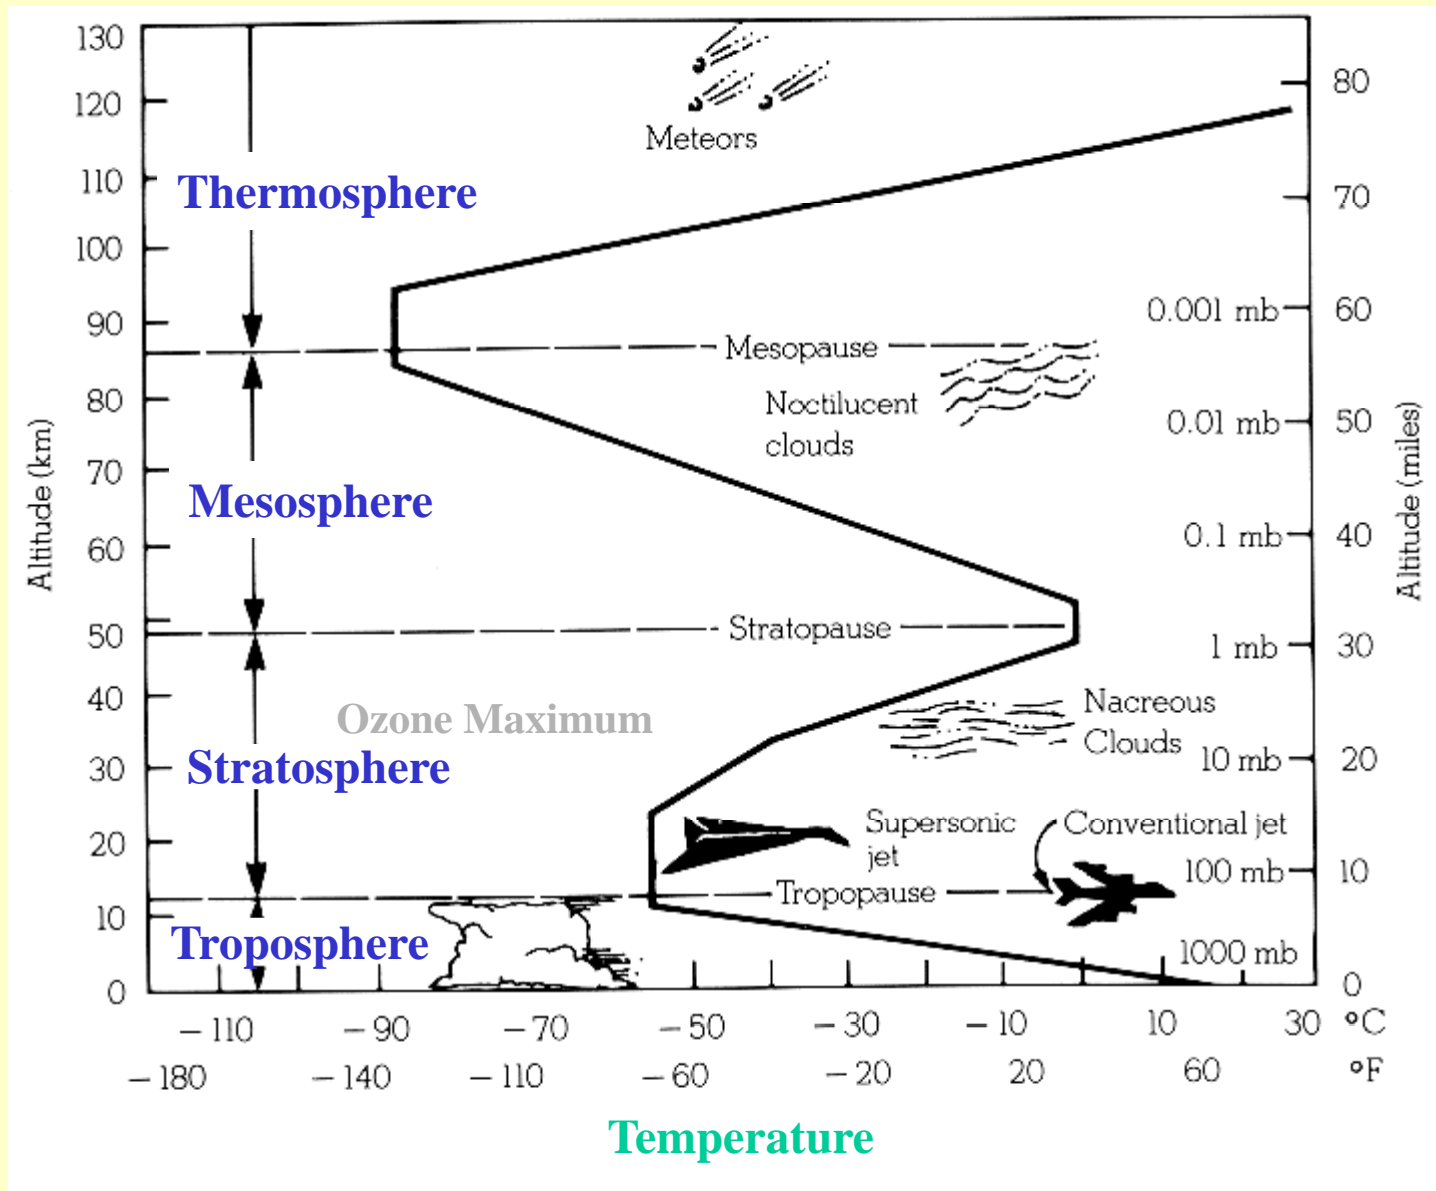 130
120
110
100
90
80
70
60
50
40
30
20
10
0
Altitude (km)
Thermosphere
Mesosphere
Stratosphere
Troposphere
Meteors
Mesopause
Noctilucent
clouds
Stratopause
Ozone Maximum
Nacreous
Clouds
Supersonic
jet
Conventional jet
Tropopause
0.001 mb
0.01 mb
0.1 mb
1 mb
10 mb
100 mb
1000 mb
80
70
60
50
40
30
20
10
0
Altitude (miles)
-110 -90 -70 -50 -30 -10 10 30 °C
-180 -140 -110 -60 -20 20 60 °F
Temperature